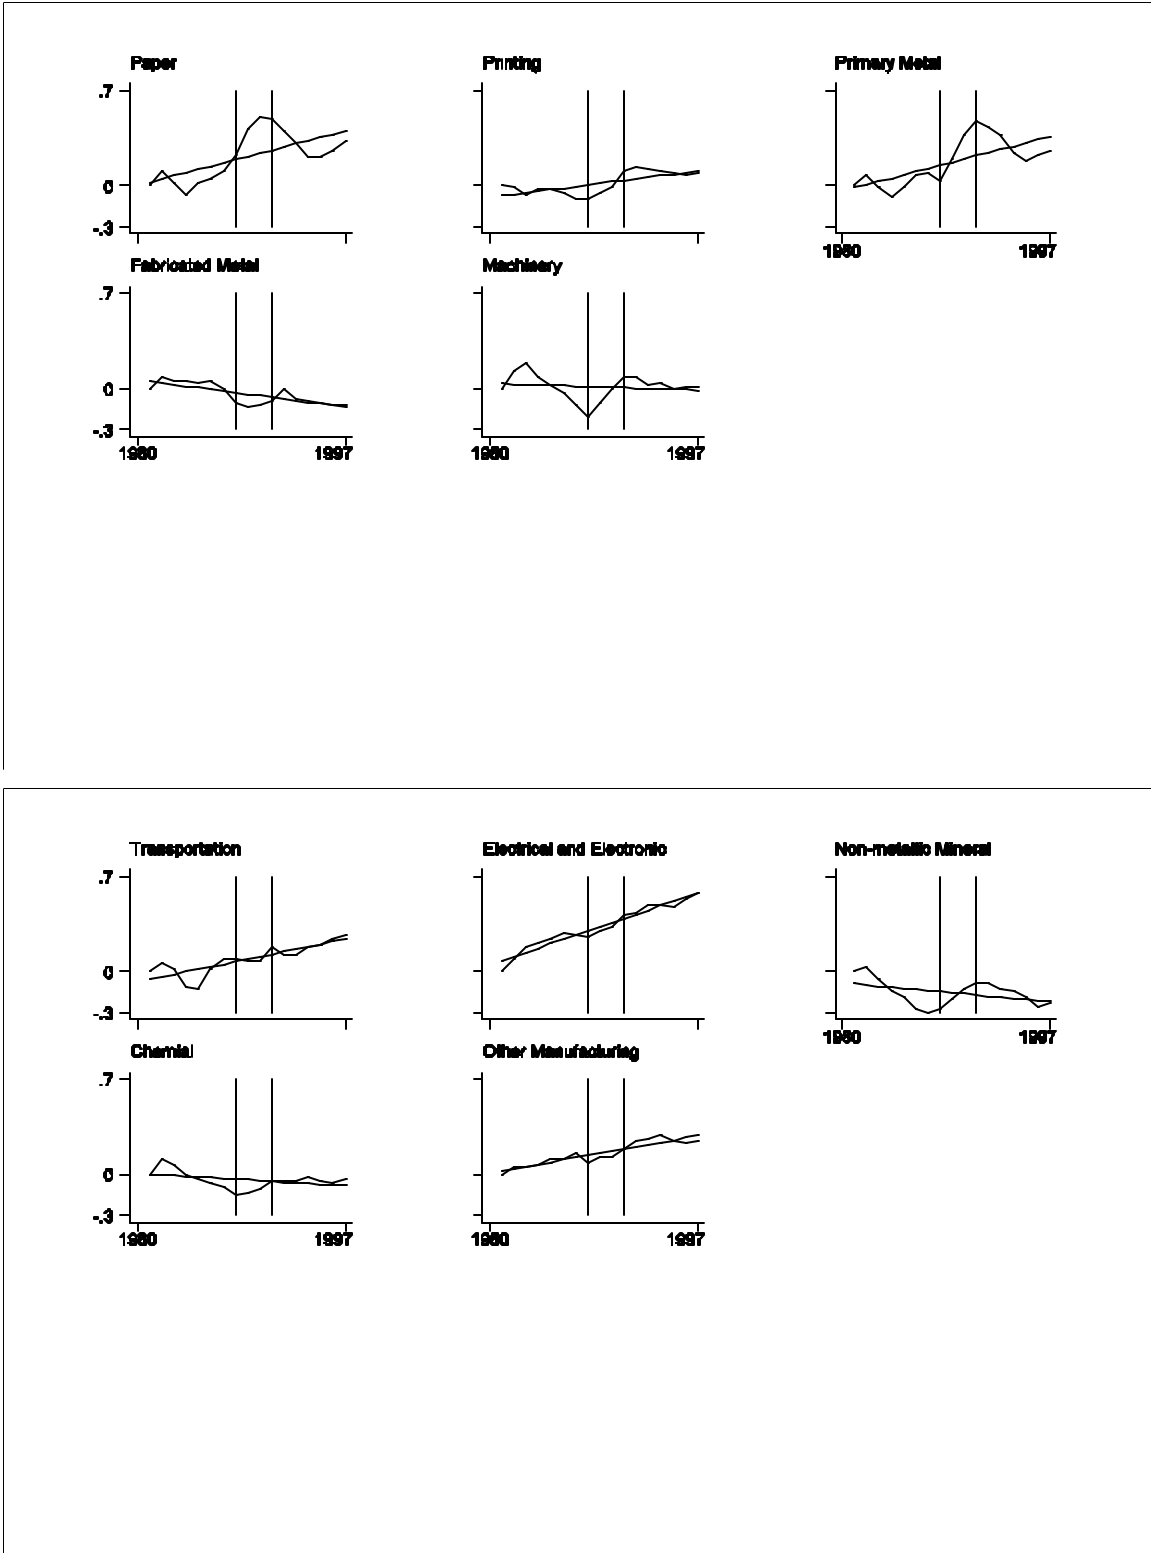 Paper Printing Primary Metal
.7
0
-.3
1980 1997
Fabricated Metal Machinery
.7
0
-.3
1980 1997 1980 1997
Transportation Electrical and Electronic Non-metallic Mineral
.7
0
-.3
1980 1997
Chemial Other Manufacturing
.7
0
-.3
1980 1997 1980 1997